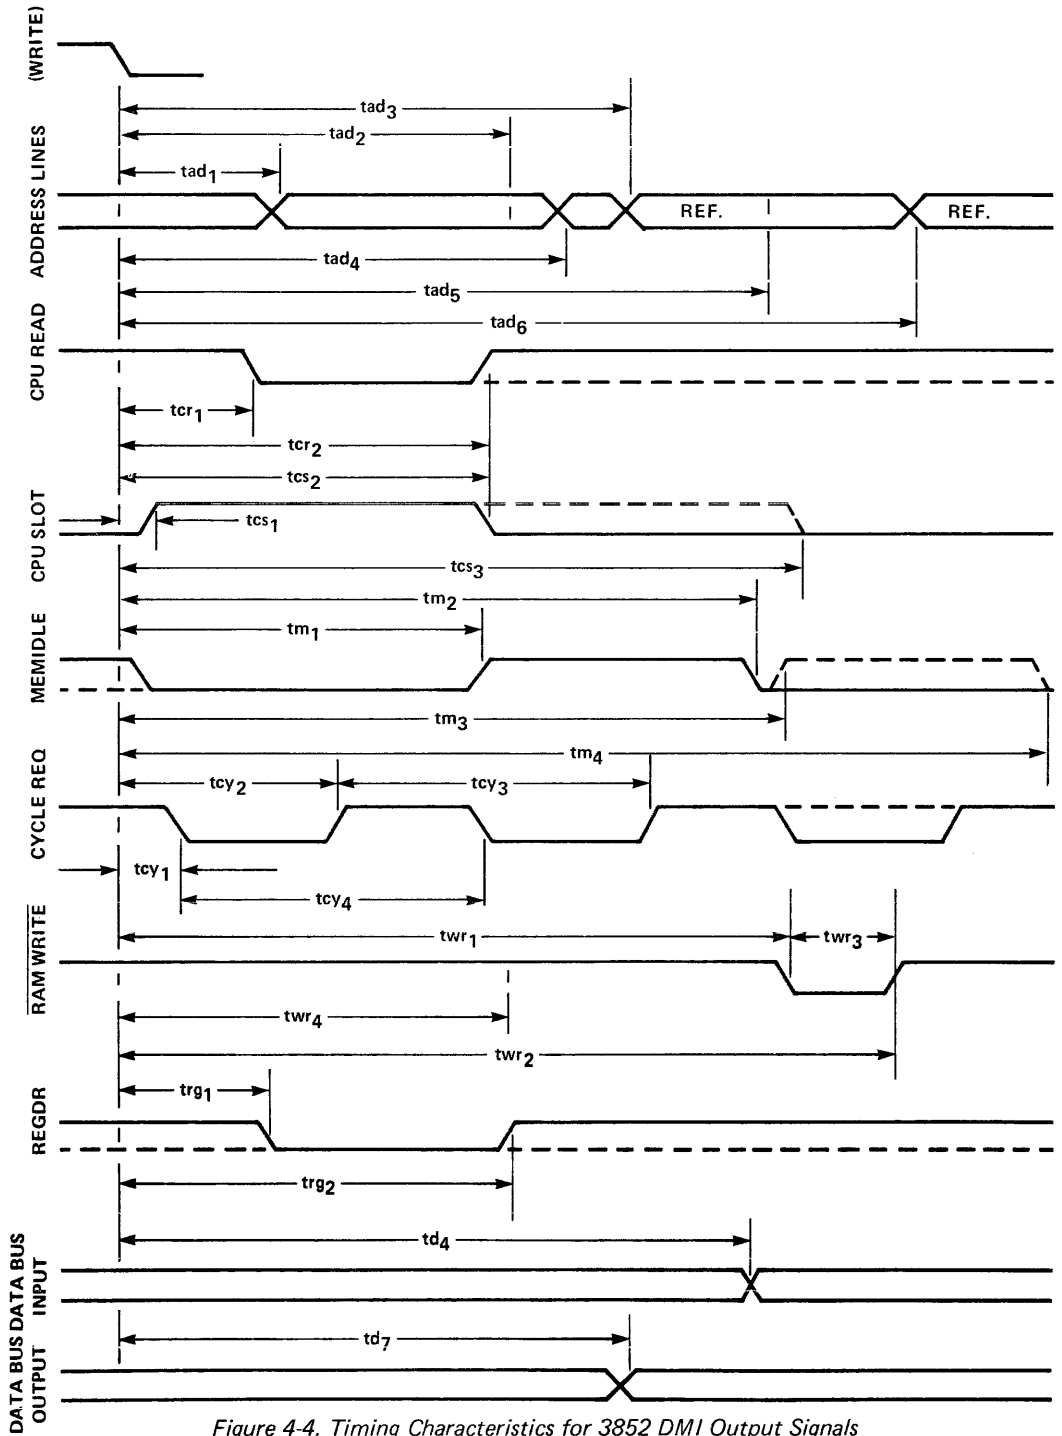 (WRITE)
tad3
tad2
tad1
ADDRESS LINES
REF.
REF.
tad4
tad5
tad6
CPU READ
tcr1
tcr2
tcs2
CPU SLOT
tcs1
tcs3
tm2
MEMIDLE
tm1
tm3
tm4
CYCLE REQ
tcy2
tcy3
tcy1
tcy4
RAM WRITE
twr1
twr3
twr4
twr2
REGDR
trg1
trg2
td4
DATA BUS
INPUT
td7
DATA BUS
OUTPUT
Figure 4-4. Timing Characteristics for 3852 DMI Output Signals